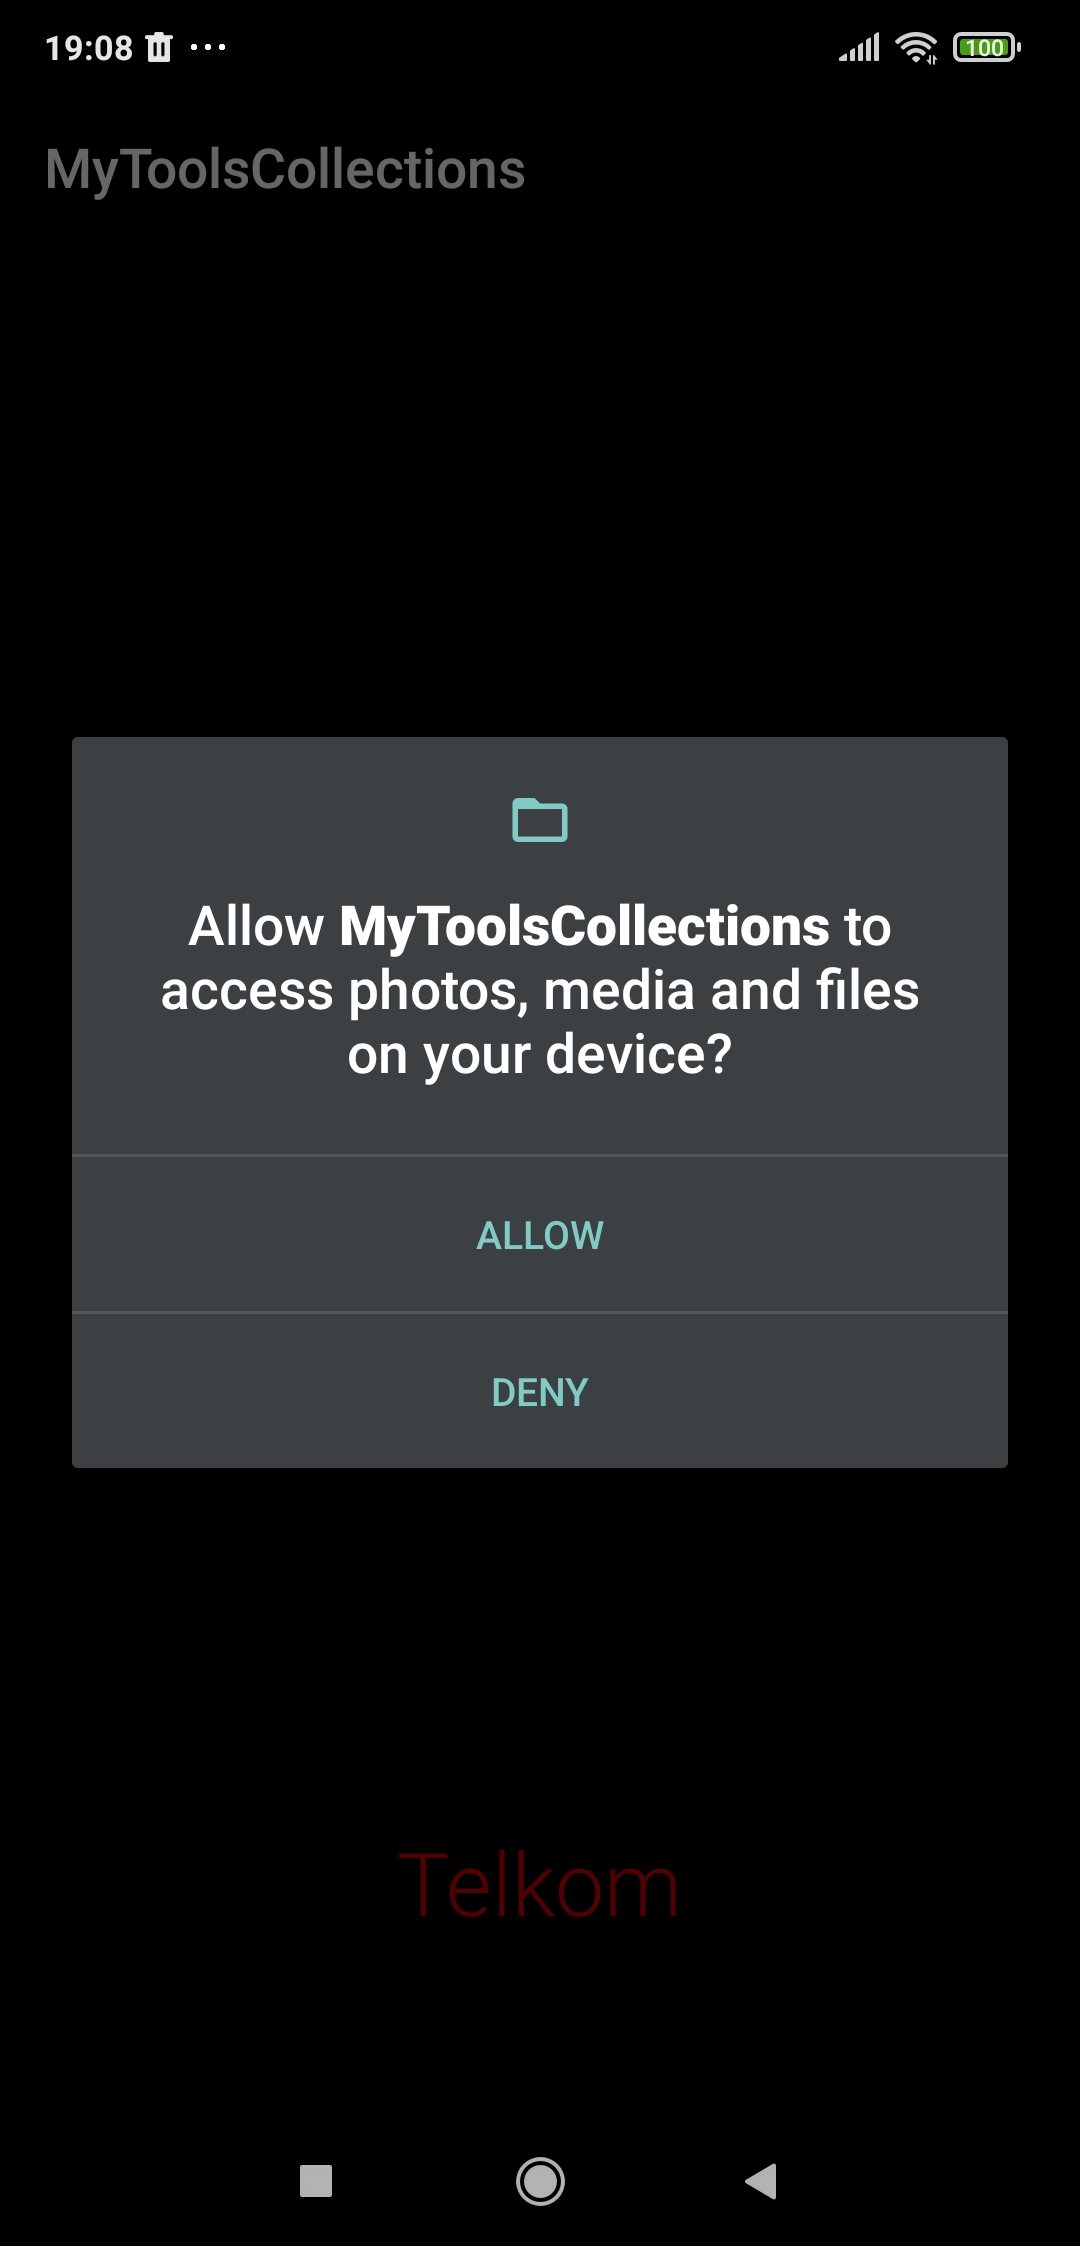 19:08
100
MyToolsCollections
Allow MyToolsCollections to
access photos, media and files
on your device?
ALLOW
DENY
Telkom